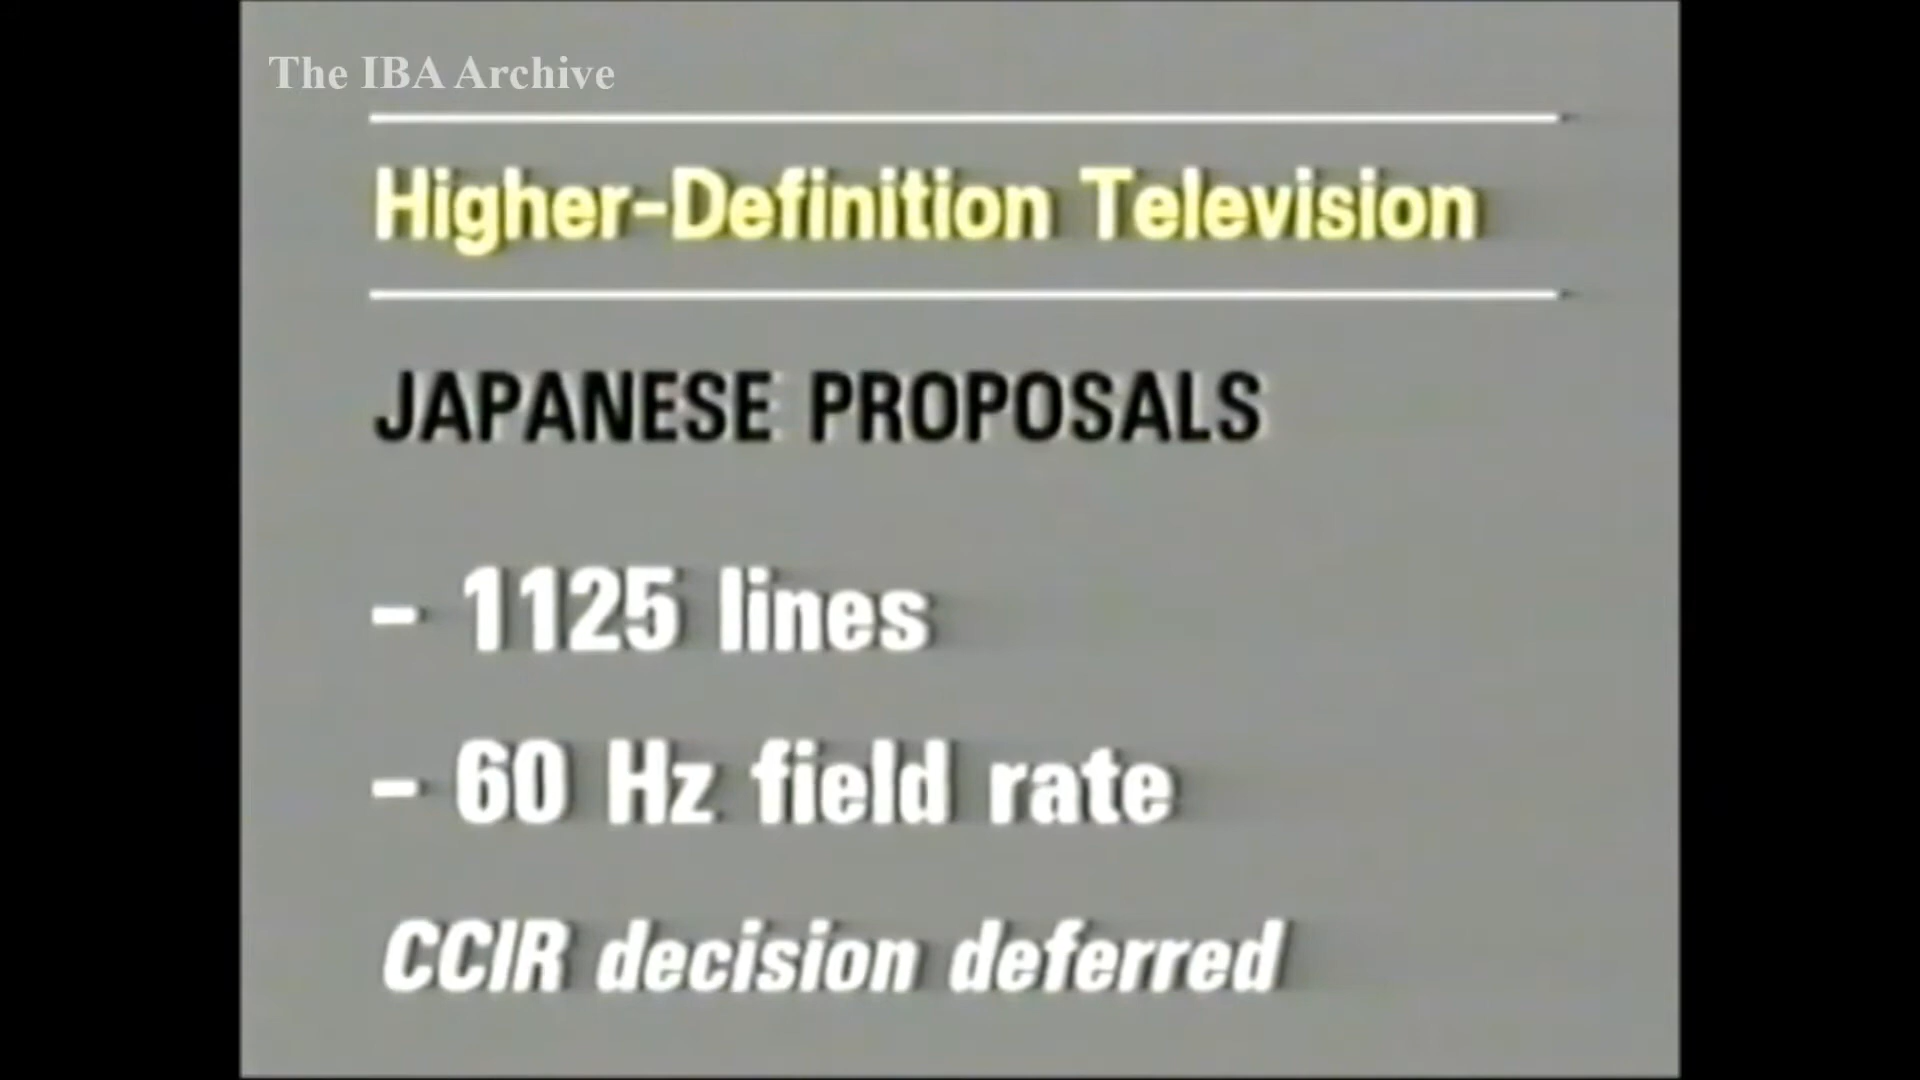 The IBA Archive
Higher-Definition Television
JAPANESE PROPOSALS
- 1125 lines
- 60 Hz field rate
CCIR decision deferred